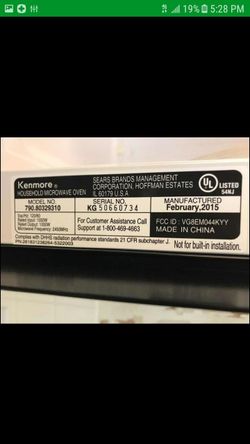 19% 5:28 PM
Kenmore®
HOUSEHOLD MICROWAVE OVEN
MODEL NO.
790.80329310
SEARS BRANDS MANAGEMENT
CORPORATION, HOFFMAN ESTATES
IL 60179 U.S.A
SERIAL NO.
KG 50660734
UL LISTED
54NJ
MANUFACTURED
February,2015
For Customer Assistance Call
Support at 1-800-469-4663
FCC ID : VG8EM044KYY
MADE IN CHINA
Microwave Frequency: 2450MHz
Complies with DHHS radiation performance standards 21 CFR subchapter J.
Not for built-in installation.